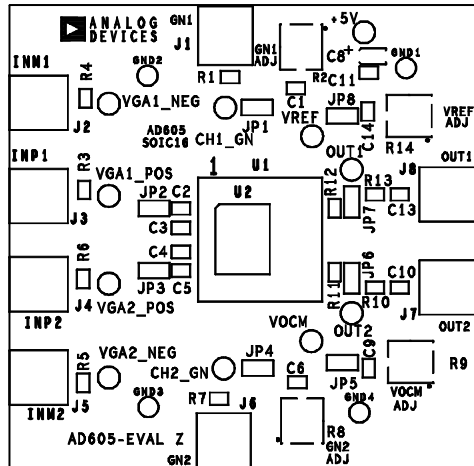 ANALOG
DEVICES
GN1
J1
GN1
ADJ
+5V
C8
+
GND1
INM1
R4
GND2
R1
R2
C11
C1
VGA1_NEG
J2
JP1
JP8
C14
VREF
ADJ
R14
AD605
SOIC16
CH1_GN
VREF
INP1
R3
VGA1_POS
1
U1
OUT1
J8
OUT1
JP2
C2
U2
R12
R13
J3
C3
JP7
C13
R6
C4
JP6
C10
JP3
C5
R11
R10
J4
VGA2_POS
INP2
VOCM
OUT2
J7
OUT2
R5
VGA2_NEG
CH2_GN
JP4
C9
JP5
R9
C6
VOCM
ADJ
INM2
J5
GND3
R7
J6
GND4
R8
AD605-EVAL Z
GN2
GN2
ADJ